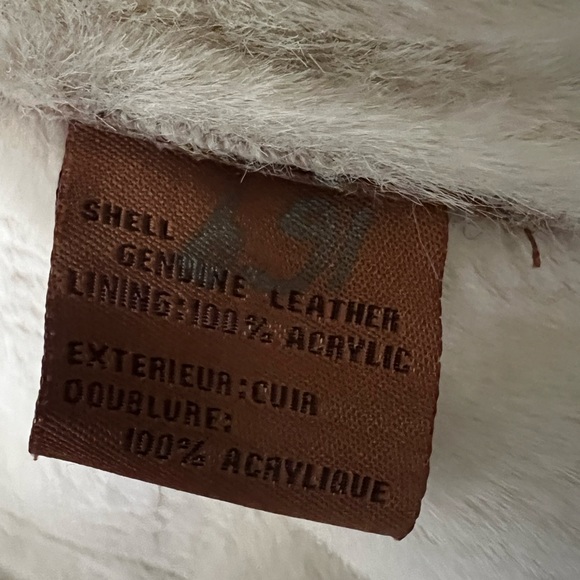 SHELL
GENUINE LEATHER
LINING:100% ACRYLIC
EXTERIEUR:CUIR
DOUBLURE:
100% ACRYLIQUE